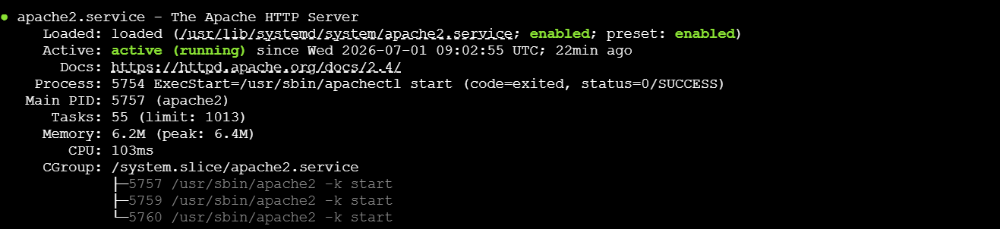 ● apache2.service - The Apache HTTP Server
Loaded: loaded (/usr/lib/systemd/system/apache2.service; enabled; preset: enabled)
Active: active (running) since Wed 2026-07-01 09:02:55 UTC; 22min ago
Docs: https://httpd.apache.org/docs/2.4/
Process: 5754 ExecStart=/usr/sbin/apachectl start (code=exited, status=0/SUCCESS)
Main PID: 5757 (apache2)
Tasks: 55 (limit: 1013)
Memory: 6.2M (peak: 6.4M)
CPU: 103ms
CGroup: /system.slice/apache2.service
├─5757 /usr/sbin/apache2 -k start
├─5759 /usr/sbin/apache2 -k start
└─5760 /usr/sbin/apache2 -k start